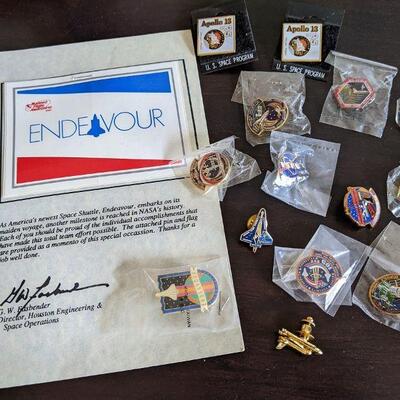 Apollo 13
Apollo 13
U. S. SPACE PROGRAM
U. S. SPACE PROGRAM
ENDEAVOUR
NASA
As America's newest Space Shuttle, Endeavour, embarks on its
maiden voyage, another milestone is reached in NASA's history.
Each of you should be proud of the individual accomplishments that
have made this total team effort possible. The attached pin and flag
are provided as a momento of this special occassion. Thanks for a
job well done.
G. W.
Director, Houston Engineering &
Space Operations